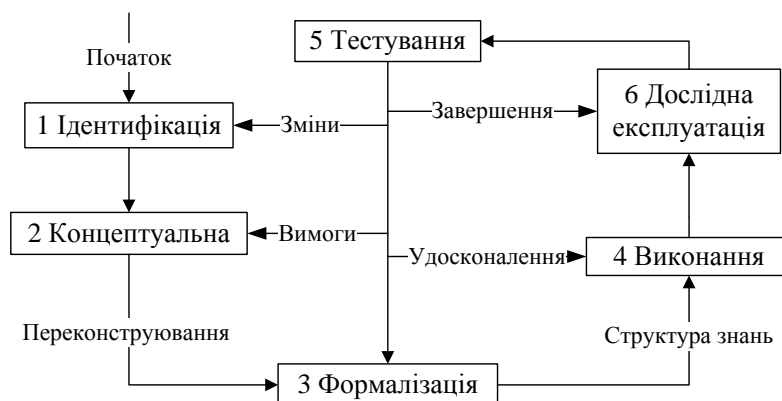 5 Тестування
Початок
6 Дослідна
експлуатація
1 Ідентифікація
Зміни
Завершення
2 Концептуальна
Вимоги
Удосконалення
4 Виконання
Переконструювання
Структура знань
3 Формалізація